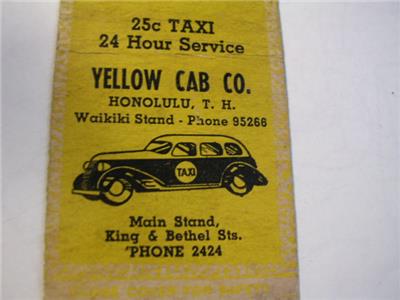 25c TAXI
24 Hour Service
YELLOW CAB CO.
HONOLULU, T. H.
Waikiki Stand - Phone 95266
TAXI
Main Stand,
King & Bethel Sts.
PHONE 2424